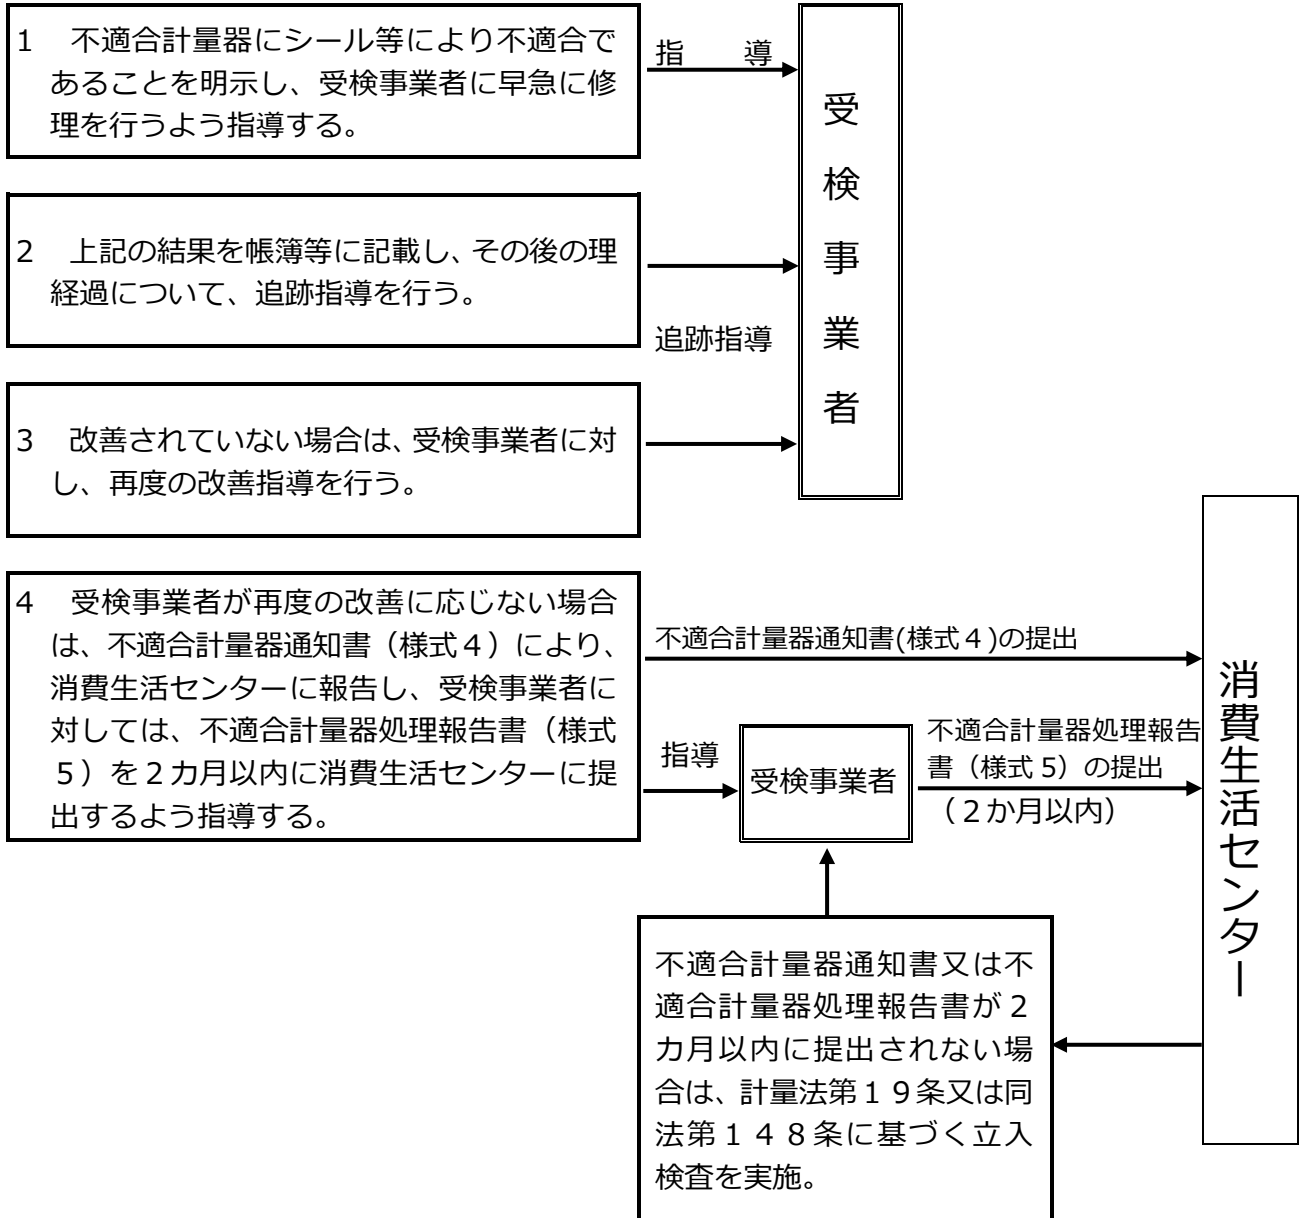 1　不適合計量器にシール等により不適合で
あることを明示し、受検事業者に早急に修
理を行うよう指導する。
指　　導
受検事業者
2　上記の結果を帳簿等に記載し、その後の理
経過について、追跡指導を行う。
追跡指導
3　改善されていない場合は、受検事業者に対
し、再度の改善指導を行う。
4　受検事業者が再度の改善に応じない場合
は、不適合計量器通知書（様式４）により、
消費生活センターに報告し、受検事業者に
対しては、不適合計量器処理報告書（様式
５）を２カ月以内に消費生活センターに提
出するよう指導する。
不適合計量器通知書(様式４)の提出
指導
受検事業者
不適合計量器処理報告
書（様式 5）の提出
（２か月以内）
消費生活センター
不適合計量器通知書又は不
適合計量器処理報告書が２
カ月以内に提出されない場
合は、計量法第１９条又は同
法第１４８条に基づく立入
検査を実施。